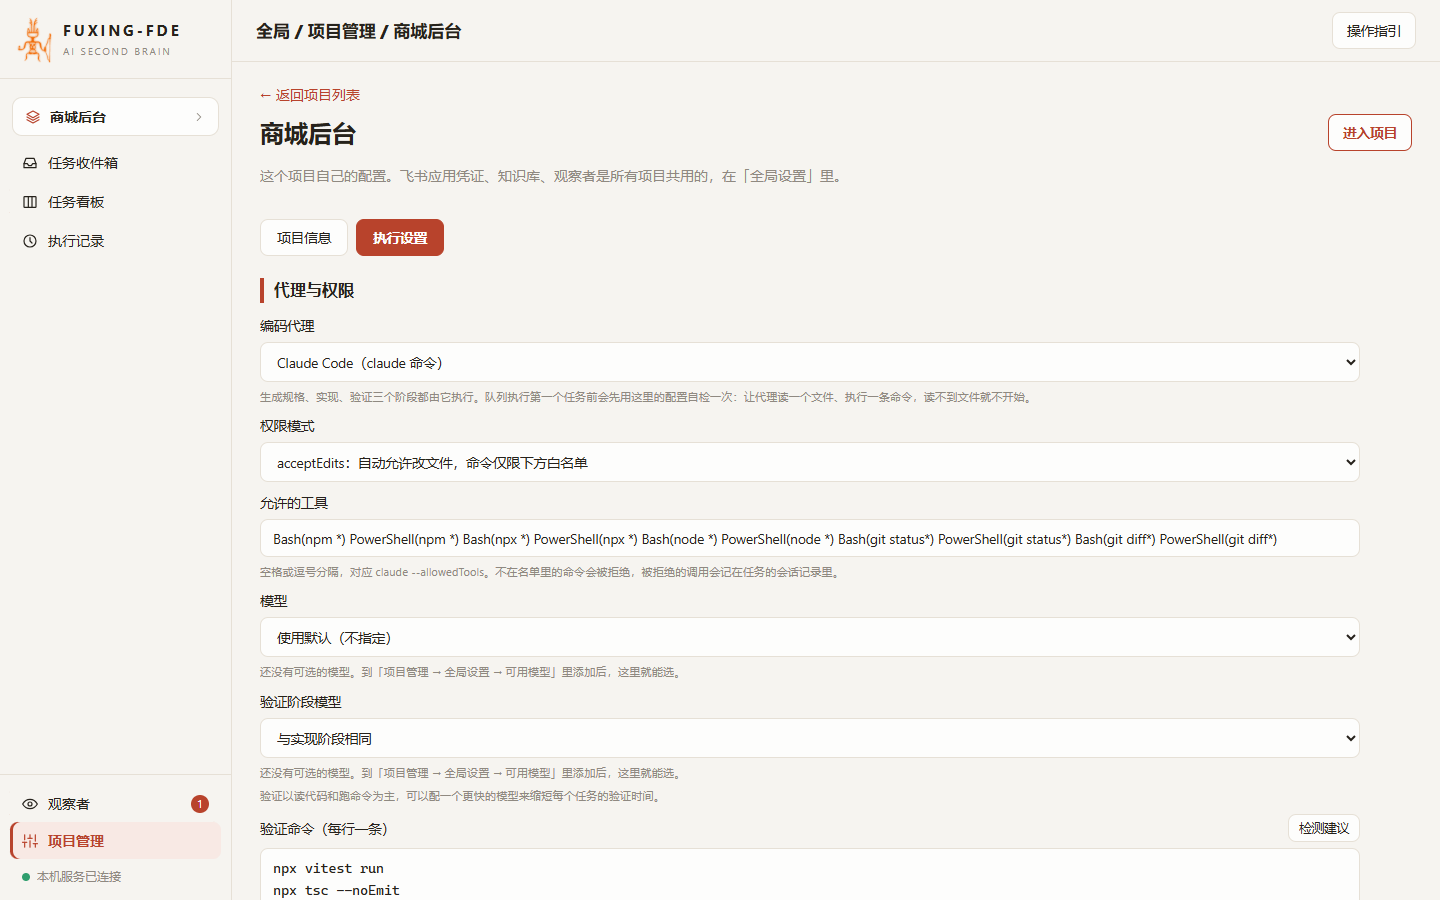 FUXING-FDE
AI SECOND BRAIN
商城后台
任务收件箱
任务看板
执行记录
观察者
1
项目管理
本机服务已连接
全局 / 项目管理 / 商城后台
操作指引
← 返回项目列表
商城后台
进入项目
这个项目自己的配置。飞书应用凭证、知识库、观察者是所有项目共用的，在「全局设置」里。
项目信息
执行设置
代理与权限
编码代理
Claude Code（claude 命令）
生成规格、实现、验证三个阶段都由它执行。队列执行第一个任务前会先用这里的配置自检一次：让代理读一个文件、执行一条命令，读不到文件就不开始。
权限模式
acceptEdits：自动允许改文件，命令仅限下方白名单
允许的工具
Bash(npm *) PowerShell(npm *) Bash(npx *) PowerShell(npx *) Bash(node *) PowerShell(node *) Bash(git status*) PowerShell(git status*) Bash(git diff*) PowerShell(git diff*)
空格或逗号分隔，对应 claude --allowedTools。不在名单里的命令会被拒绝，被拒绝的调用会记在任务的会话记录里。
模型
使用默认（不指定）
还没有可选的模型。到「项目管理 → 全局设置 → 可用模型」里添加后，这里就能选。
验证阶段模型
与实现阶段相同
还没有可选的模型。到「项目管理 → 全局设置 → 可用模型」里添加后，这里就能选。
验证以读代码和跑命令为主，可以配一个更快的模型来缩短每个任务的验证时间。
验证命令（每行一条）
检测建议
npx vitest run
npx tsc --noEmit